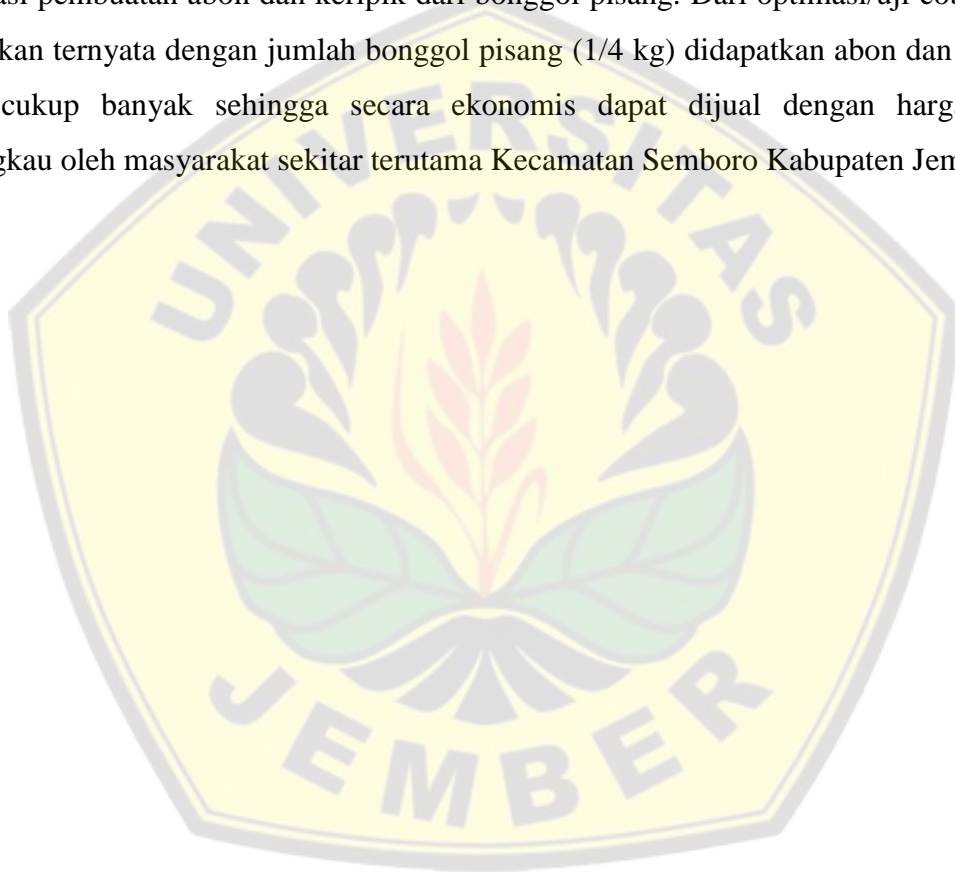 asi pembuatan abon dan keripik dari bonggol pisang. Dari optimasi/uji
kan ternyata dengan jumlah bonggol pisang (1/4 kg) didapatkan abon dan
cukup banyak sehingga secara ekonomis dapat dijual dengan harg
gkau oleh masyarakat sekitar terutama Kecamatan Semboro Kabupaten Jem
UNIVERSITAS
JEMBER